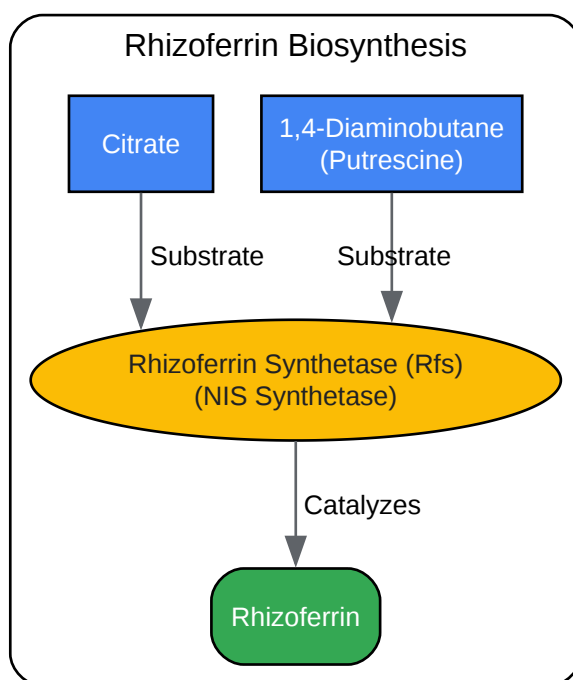 Rhizoferrin Biosynthesis
Citrate
1,4-Diaminobutane
(Putrescine)
Substrate
Substrate
Rhizoferrin Synthetase (Rfs)
(NIS Synthetase)
Catalyzes
Rhizoferrin